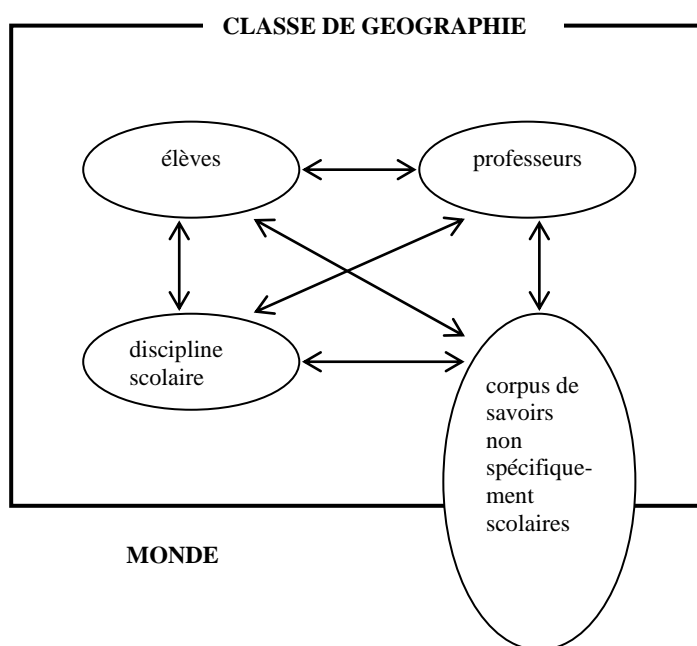 CLASSE DE GEOGRAPHIE
élèves
professeurs
discipline
scolaire
corpus de
savoirs
non
spécifique-
ment
scolaires
MONDE